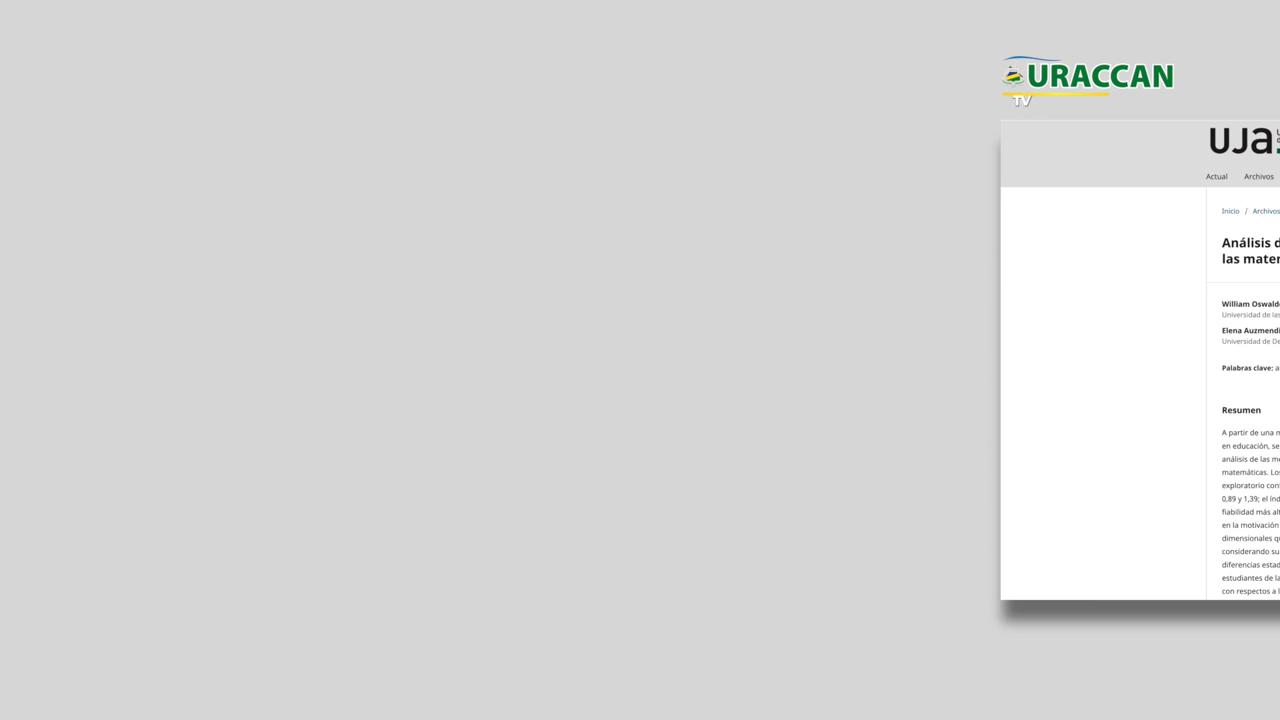 URACCAN
TV
uja
Actual Archivos
Inicio / Archivos
Análisis d
las mater
William Oswald
Universidad de las
Elena Auzmendi
Universidad de De
Palabras clave: a
Resumen
A partir de una m
en educación, se
análisis de las me
matemáticas. Los
exploratorio con
0,89 y 1,39; el índ
fiabilidad más alt
en la motivación
dimensionales qu
considerando su
diferencias estad
estudiantes de la
con respectos a l